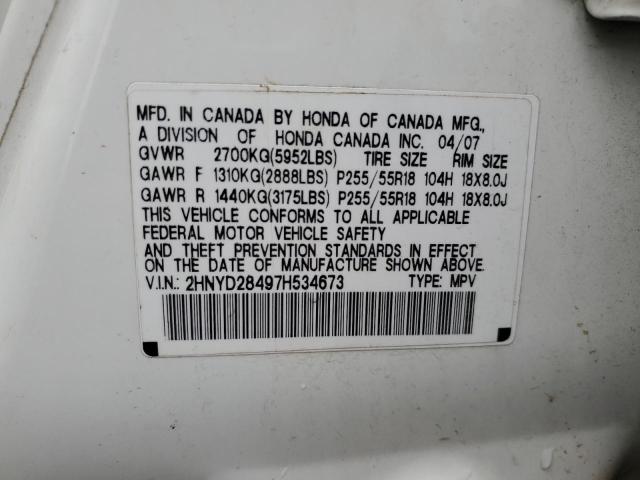 MFD. IN CANADA BY HONDA OF CANADA MFG.,
A DIVISION OF HONDA CANADA INC. 04/07
GVWR 2700KG(5952LBS) TIRE SIZE RIM SIZE
GAWR F 1310KG(2888LBS) P255/55R18 104H 18X8.0J
GAWR R 1440KG(3175LBS) P255/55R18 104H 18X8.0J
THIS VEHICLE CONFORMS TO ALL APPLICABLE
FEDERAL MOTOR VEHICLE SAFETY
AND THEFT PREVENTION STANDARDS IN EFFECT
ON THE DATE OF MANUFACTURE SHOWN ABOVE.
V.I.N.: 2HNYD28497H534673 TYPE: MPV